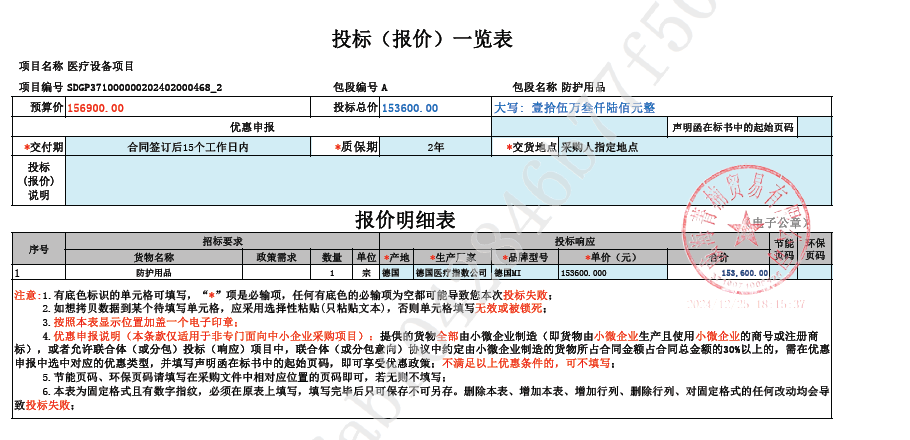 投标（报价）一览表
项目名称 医疗设备项目
项目编号 SDGP371000000202402000468_2 包段编号 A 包段名称 防护用品
预算价 156900.00 投标总价 153600.00 大写: 壹拾伍万叁仟陆佰元整
优惠申报 声明函在标书中的起始页码
*交付期 合同签订后15个工作日内 *质保期 2年 *交货地点 采购人指定地点
投标
(报价)
说明
报价明细表
（电子公章）
序号 招标要求 投标响应 节能页码 环保页码
货物名称 政策需求 数量 单位 *产地 *生产厂家 *品牌型号 *单价（元） 合价
1 防护用品 1 宗 德国 德国医疗指数公司 德国MI 153600.000 153,600.00
注意:1.有底色标识的单元格可填写，“*”项是必输项，任何有底色的必输项为空都可能导致您本次投标失败；
2.如想拷贝数据到某个待填写单元格，应采用选择性粘贴(只粘贴文本)，否则单元格填写无效或被锁死；
3.按照本表显示位置加盖一个电子印章；
4.优惠申报说明（本条款仅适用于非专门面向中小企业采购项目）：提供的货物全部由小微企业制造（即货物由小微企业生产且使用小微企业的商号或注册商
标），或者允许联合体（或分包）投标（响应）项目中，联合体（或分包意向）协议中约定由小微企业制造的货物所占合同金额占合同总金额的30%以上的，需在优惠
申报中选中对应的优惠类型，并填写声明函在标书中的起始页码，即可享受优惠政策；不满足以上优惠条件的，可不填写；
5.节能页码、环保页码请填写在采购文件中相对应位置的页码即可，若无则不填写；
6.本表为固定格式且有数字指纹，必须在原表上填写，填写完毕后只可保存不可另存。删除本表、增加本表、增加行列、删除行列、对固定格式的任何改动均会导
致投标失败；